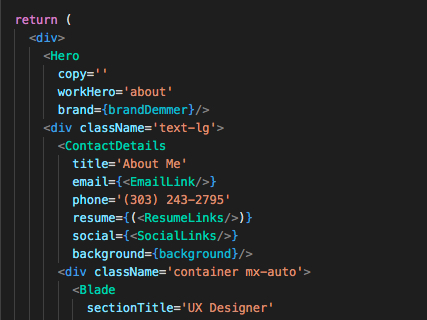 return (
<div>
<Hero
copy=''
workHero='about'
brand={brandDemmer}/>
<div className='text-lg'>
<ContactDetails
title='About Me'
email={<EmailLink/>}
phone='(303) 243-2795'
resume={(<ResumeLinks/>)}
social={<SocialLinks/>}
background={background}/>
<div className='container mx-auto'>
<Blade
sectionTitle='UX Designer'